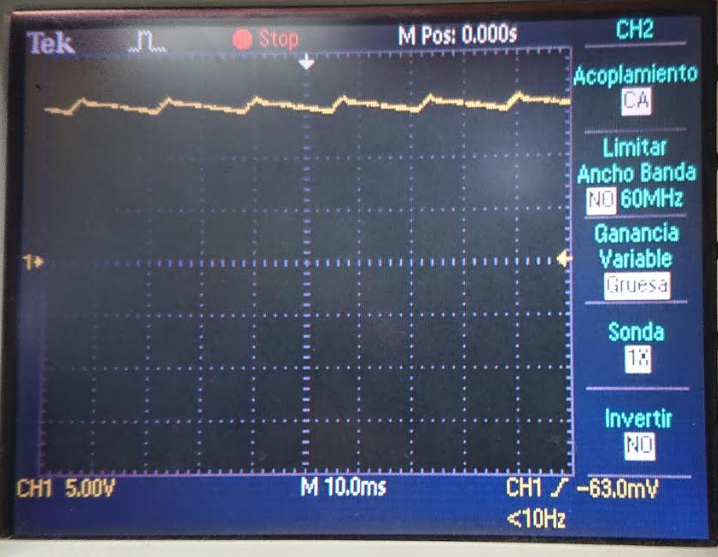 Tek
Stop
M Pos: 0.000s
CH2
Acoplamiento
CA
Limitar
Ancho Banda
NO 60MHz
Ganancia
Variable
Gruesa
Sonda
1X
Invertir
NO
1
CH1 5.00V
M 10.0ms
CH1 -63.0mV
<10Hz